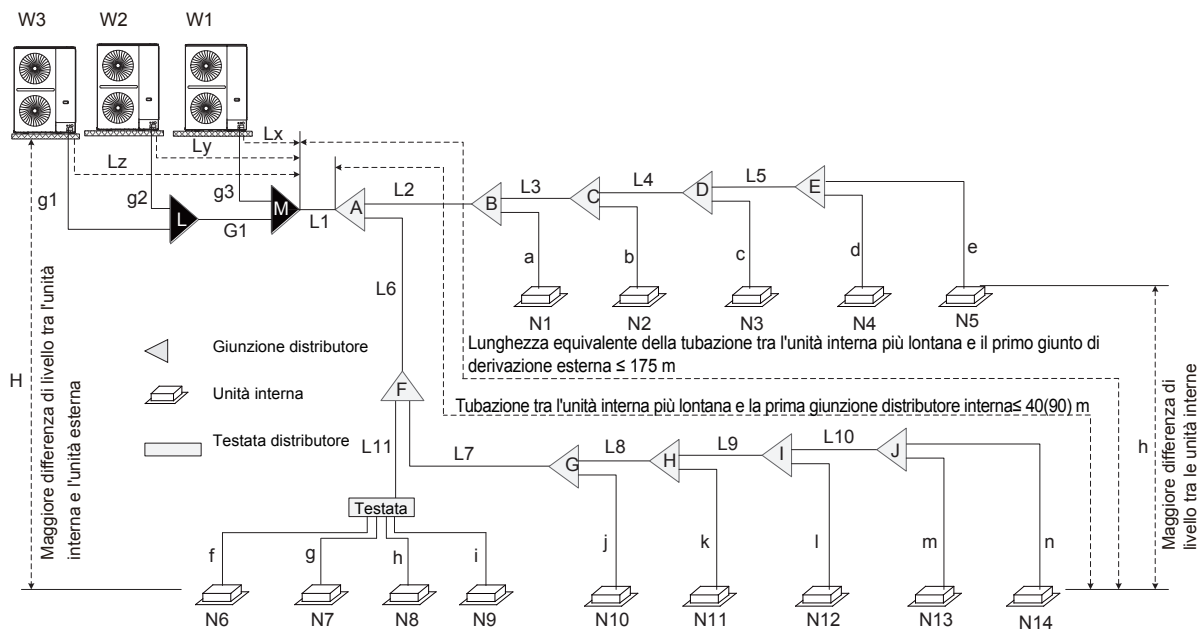 W3
W2
W1
Lx
Ly
Lz
g1
g2
g3
L
G1
M
L1
A
L2
B
L3
C
L4
D
L5
E
a
b
c
d
e
L6
N1
N2
N3
N4
N5
H
Maggiore differenza di livello tra l'unità
interna e l'unità esterna
Giunzione distributore
Unità interna
Testata distributore
Lunghezza equivalente della tubazione tra l'unità interna più lontana e il primo giunto di
derivazione esterna ≤ 175 m
Tubazione tra l'unità interna più lontana e la prima giunzione distributore interna≤ 40(90) m
h
Maggiore differenza di
livello tra le unità interne
F
L11
L7
G
L8
H
L9
I
L10
J
Testata
f
g
h
i
j
k
l
m
n
N6
N7
N8
N9
N10
N11
N12
N13
N14